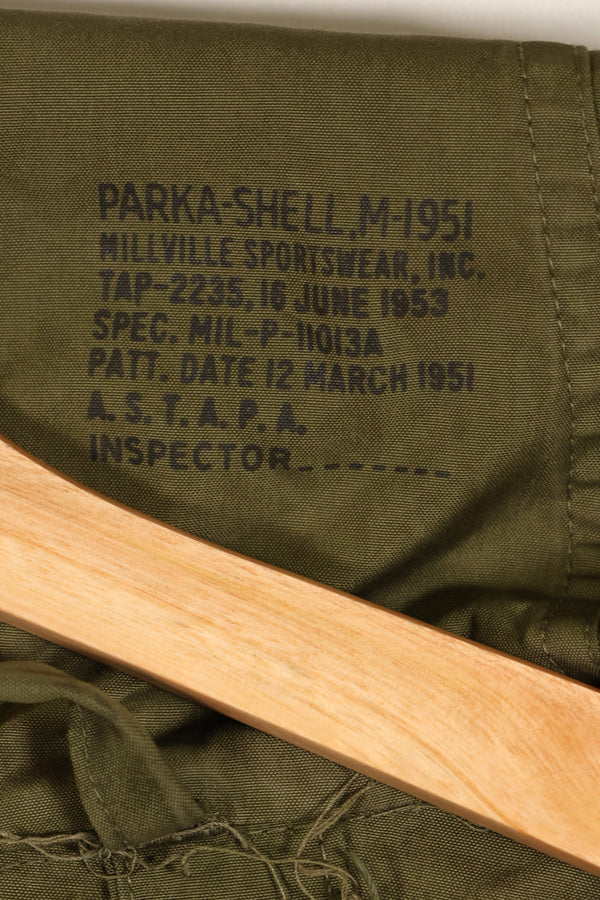 PARKA-SHELL, M-1951
MILLVILLE SPORTSWEAR, INC.
TAP-2235, 16 JUNE 1953
SPEC. MIL-P-11013A
PATT. DATE 12 MARCH 1951
A. S. T. A. P. A.
INSPECTOR_ _ _ _ _ _ _ _